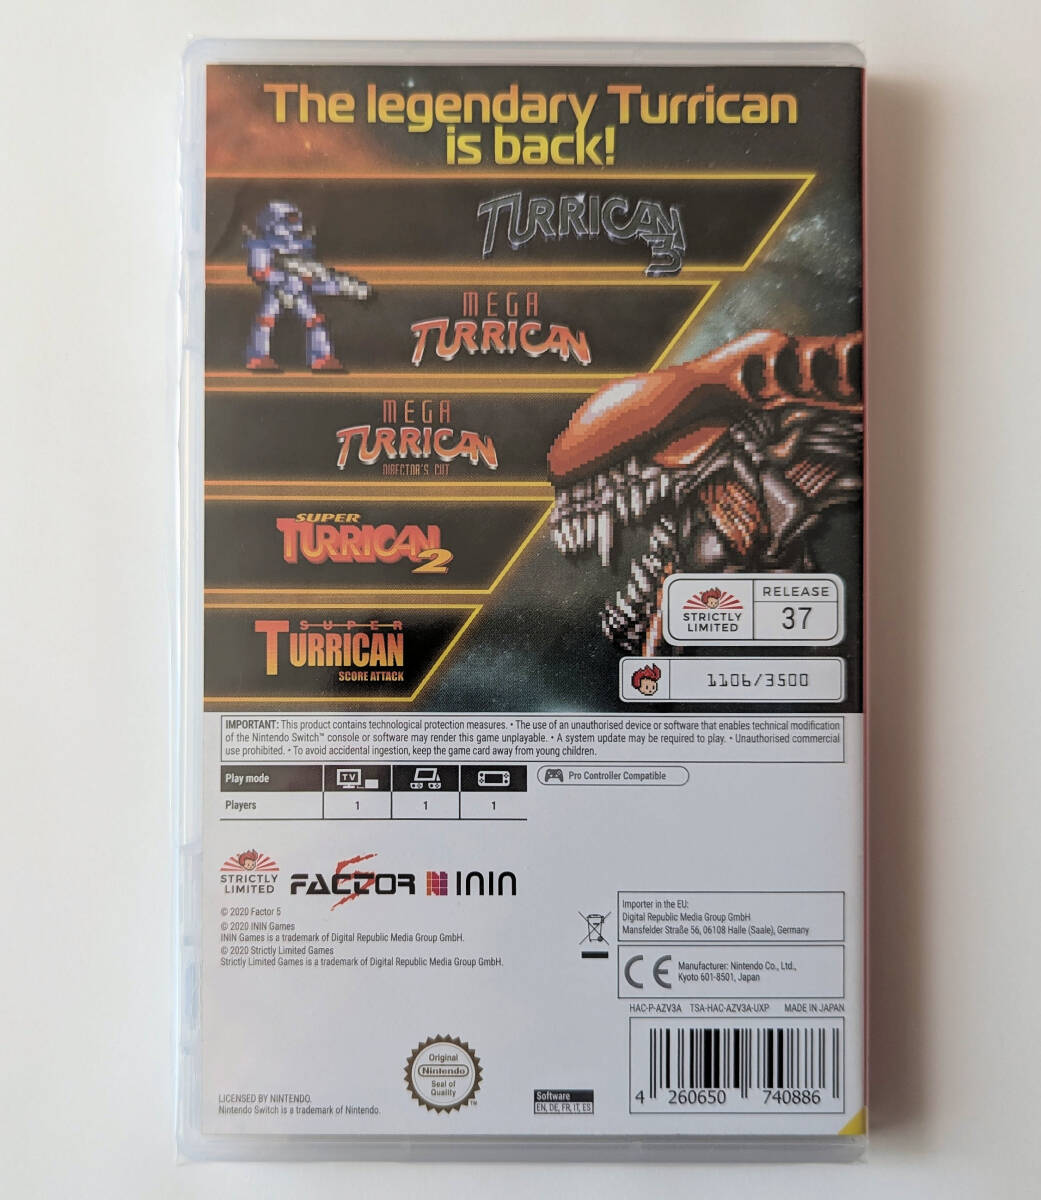 The legendary Turrican
is back!
TURRICAN
3
MEGA
TURRICAN
MEGA
TURRICAN
DIRECTOR'S CUT
SUPER
TURRICAN
2
SUPER
TURRICAN
SCORE ATTACK
STRICTLY
LIMITED
RELEASE
37
1106/3500
IMPORTANT: This product contains technological protection measures. • The use of an unauthorised device or software that enables technical modification
of the Nintendo Switch™ console or software may render this game unplayable. • A system update may be required to play. • Unauthorised commercial
use prohibited. • To avoid accidental ingestion, keep the game card away from young children.
Play mode
TV
Pro Controller Compatible
Players 1 1 1
STRICTLY
LIMITED
FACTOR 5
ININ
© 2020 Factor 5
© 2020 ININ Games
ININ Games is a trademark of Digital Republic Media Group GmbH.
© 2020 Strictly Limited Games
Strictly Limited Games is a trademark of Digital Republic Media Group GmbH.
Importer in the EU:
Digital Republic Media Group GmbH
Mansfelder Straße 56, 06108 Halle (Saale), Germany
CE
Manufacturer: Nintendo Co., Ltd.,
Kyoto 601-8501, Japan
HAC-P-AZV3A TSA-HAC-AZV3A-UXP MADE IN JAPAN
Original
Nintendo
Seal of
Quality
TM
LICENSED BY NINTENDO.
Nintendo Switch is a trademark of Nintendo.
Software
EN, DE, FR, IT, ES
4 260650 740886